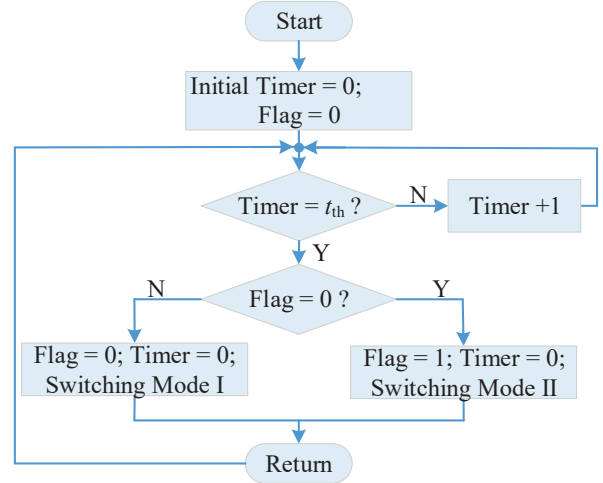 Start
Initial Timer = 0;
Flag = 0
Timer = tth ?
N
Timer +1
Y
Flag = 0 ?
N
Y
Flag = 0; Timer = 0;
Switching Mode I
Flag = 1; Timer = 0;
Switching Mode II
Return